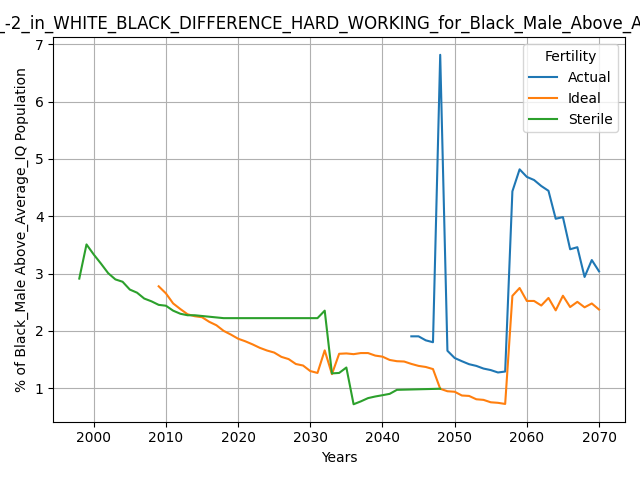 _-2_in_WHITE_BLACK_DIFFERENCE_HARD_WORKING_for_Black_Male_Above_A
% of Black_Male Above_Average_IQ Population
7
6
5
4
3
2
1
Fertility
Actual
Ideal
Sterile
2000 2010 2020 2030 2040 2050 2060 2070
Years